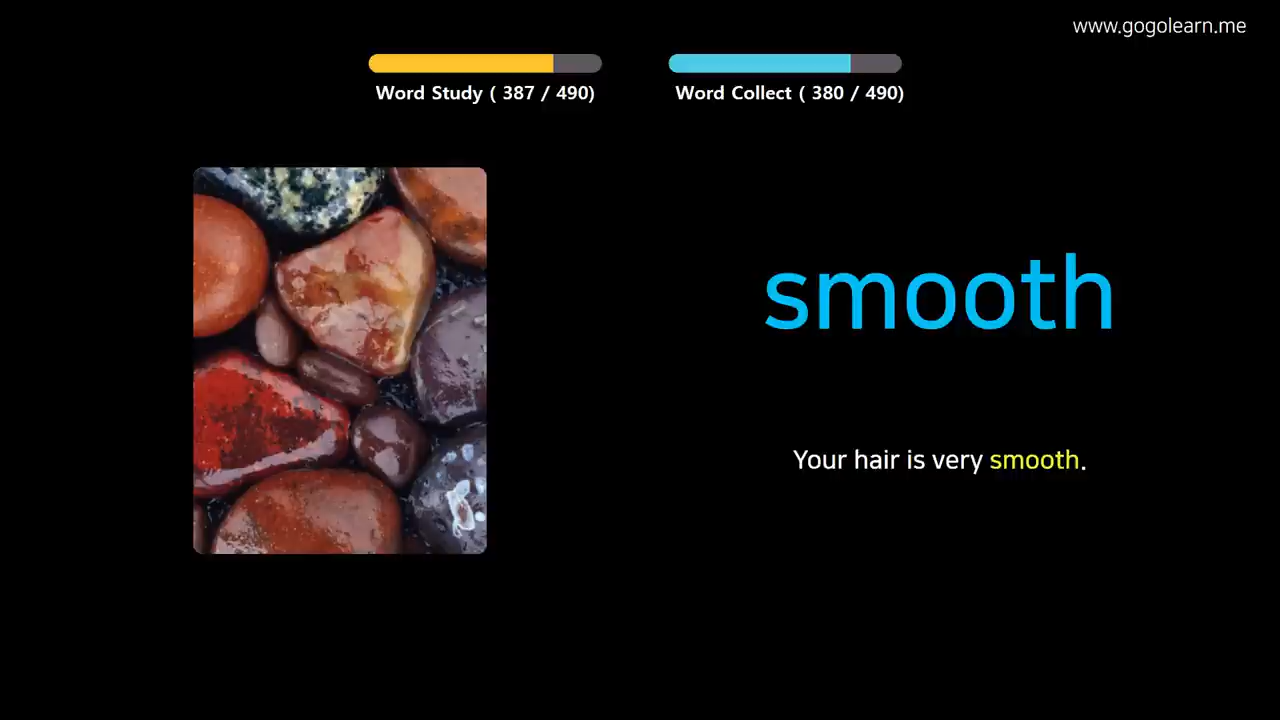 www.gogolearn.me
Word Study ( 387 / 490)
Word Collect ( 380 / 490)
smooth
Your hair is very smooth.